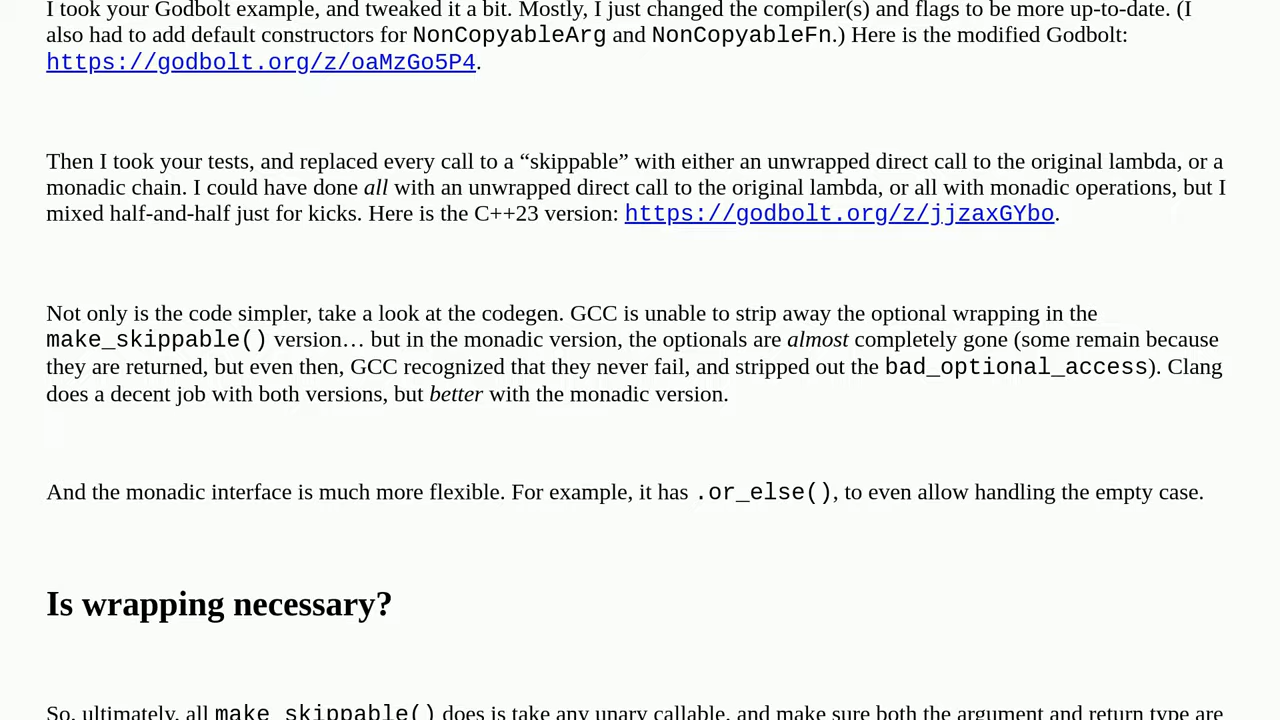 I took your Godbolt example, and tweaked it a bit. Mostly, I just changed the compiler(s) and flags to be more up-to-date. (I
also had to add default constructors for NonCopyableArg and NonCopyableFn.) Here is the modified Godbolt:
https://godbolt.org/z/oaMzGo5P4.
Then I took your tests, and replaced every call to a “skippable” with either an unwrapped direct call to the original lambda, or a
monadic chain. I could have done all with an unwrapped direct call to the original lambda, or all with monadic operations, but I
mixed half-and-half just for kicks. Here is the C++23 version: https://godbolt.org/z/jjzaxGYbo.
Not only is the code simpler, take a look at the codegen. GCC is unable to strip away the optional wrapping in the
make_skippable() version… but in the monadic version, the optionals are almost completely gone (some remain because
they are returned, but even then, GCC recognized that they never fail, and stripped out the bad_optional_access). Clang
does a decent job with both versions, but better with the monadic version.
And the monadic interface is much more flexible. For example, it has .or_else(), to even allow handling the empty case.
Is wrapping necessary?
So, ultimately, all make_skippable() does is take any unary callable, and make sure both the argument and return type are